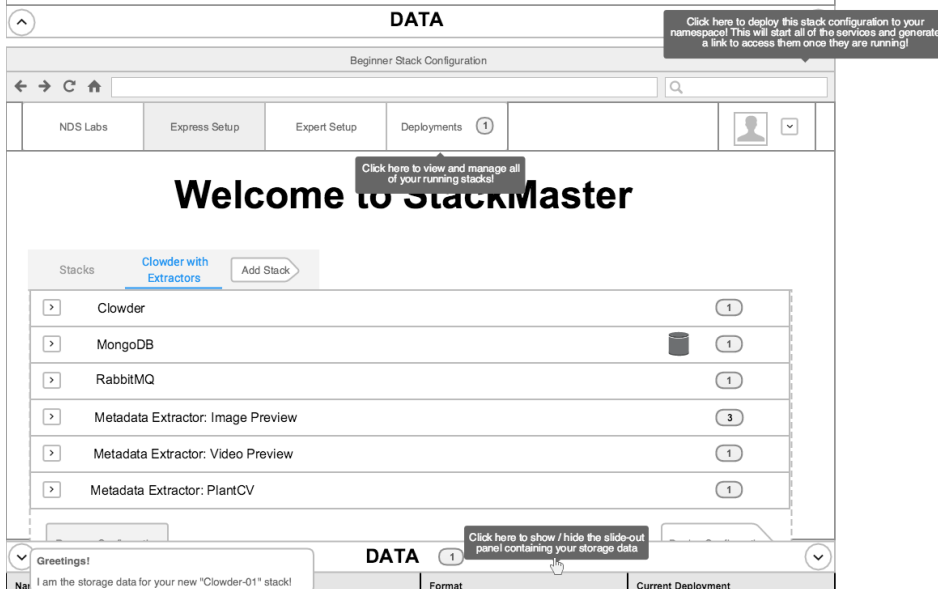 DATA
Click here to deploy this stack configuration to your
namespace! This will start all of the services and generate
a link to access them once they are running!
Beginner Stack Configuration
NDS Labs
Express Setup
Expert Setup
Deployments 1
Click here to view and manage all
of your running stacks!
Welcome to StackMaster
Stacks
Clowder with
Extractors
Add Stack
Clowder 1
MongoDB 1
RabbitMQ 1
Metadata Extractor: Image Preview 3
Metadata Extractor: Video Preview 1
Metadata Extractor: PlantCV 1
Click here to show / hide the slide-out
panel containing your storage data
DATA 1
Greetings!
I am the storage data for your new "Clowder-01" stack!
Format
Current Deployment